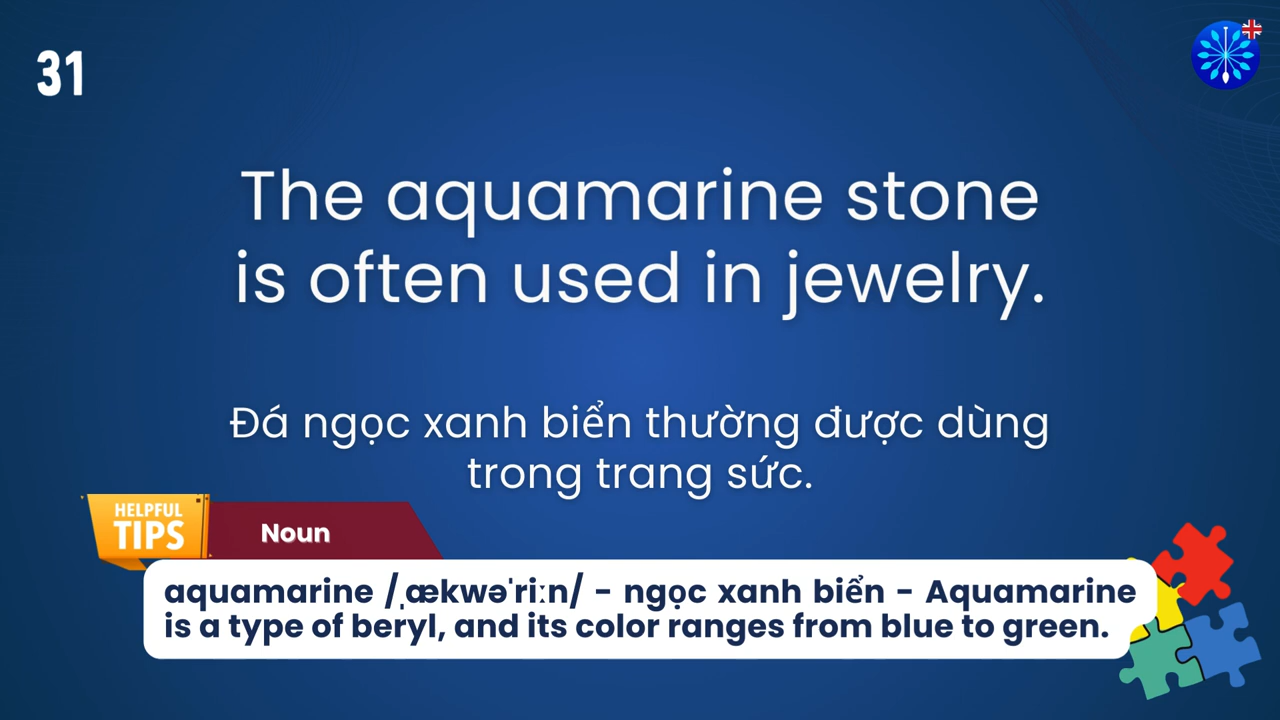 31
The aquamarine stone
is often used in jewelry.
Đá ngọc xanh biển thường được dùng
trong trang sức.
HELPFUL
TIPS
Noun
aquamarine /ˌækwəˈriːn/ - ngọc xanh biển - Aquamarine
is a type of beryl, and its color ranges from blue to green.